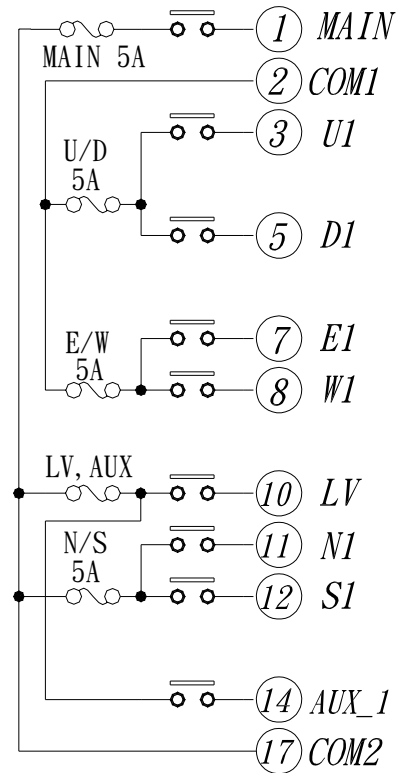 1 MAIN
MAIN 5A
2 COM1
3 U1
U/D
5A
5 D1
7 E1
E/W
5A
8 W1
LV, AUX
10 LV
11 N1
N/S
5A
12 S1
14 AUX_1
17 COM2